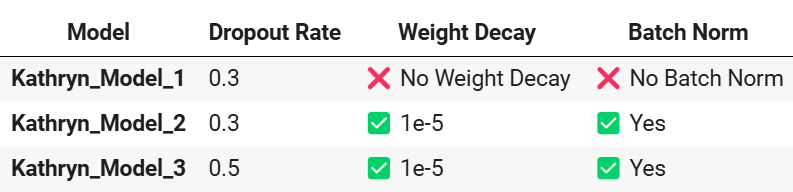 Model Dropout Rate Weight Decay Batch Norm
Kathryn_Model_1 0.3 ❌ No Weight Decay ❌ No Batch Norm
Kathryn_Model_2 0.3 ✅ 1e-5 ✅ Yes
Kathryn_Model_3 0.5 ✅ 1e-5 ✅ Yes